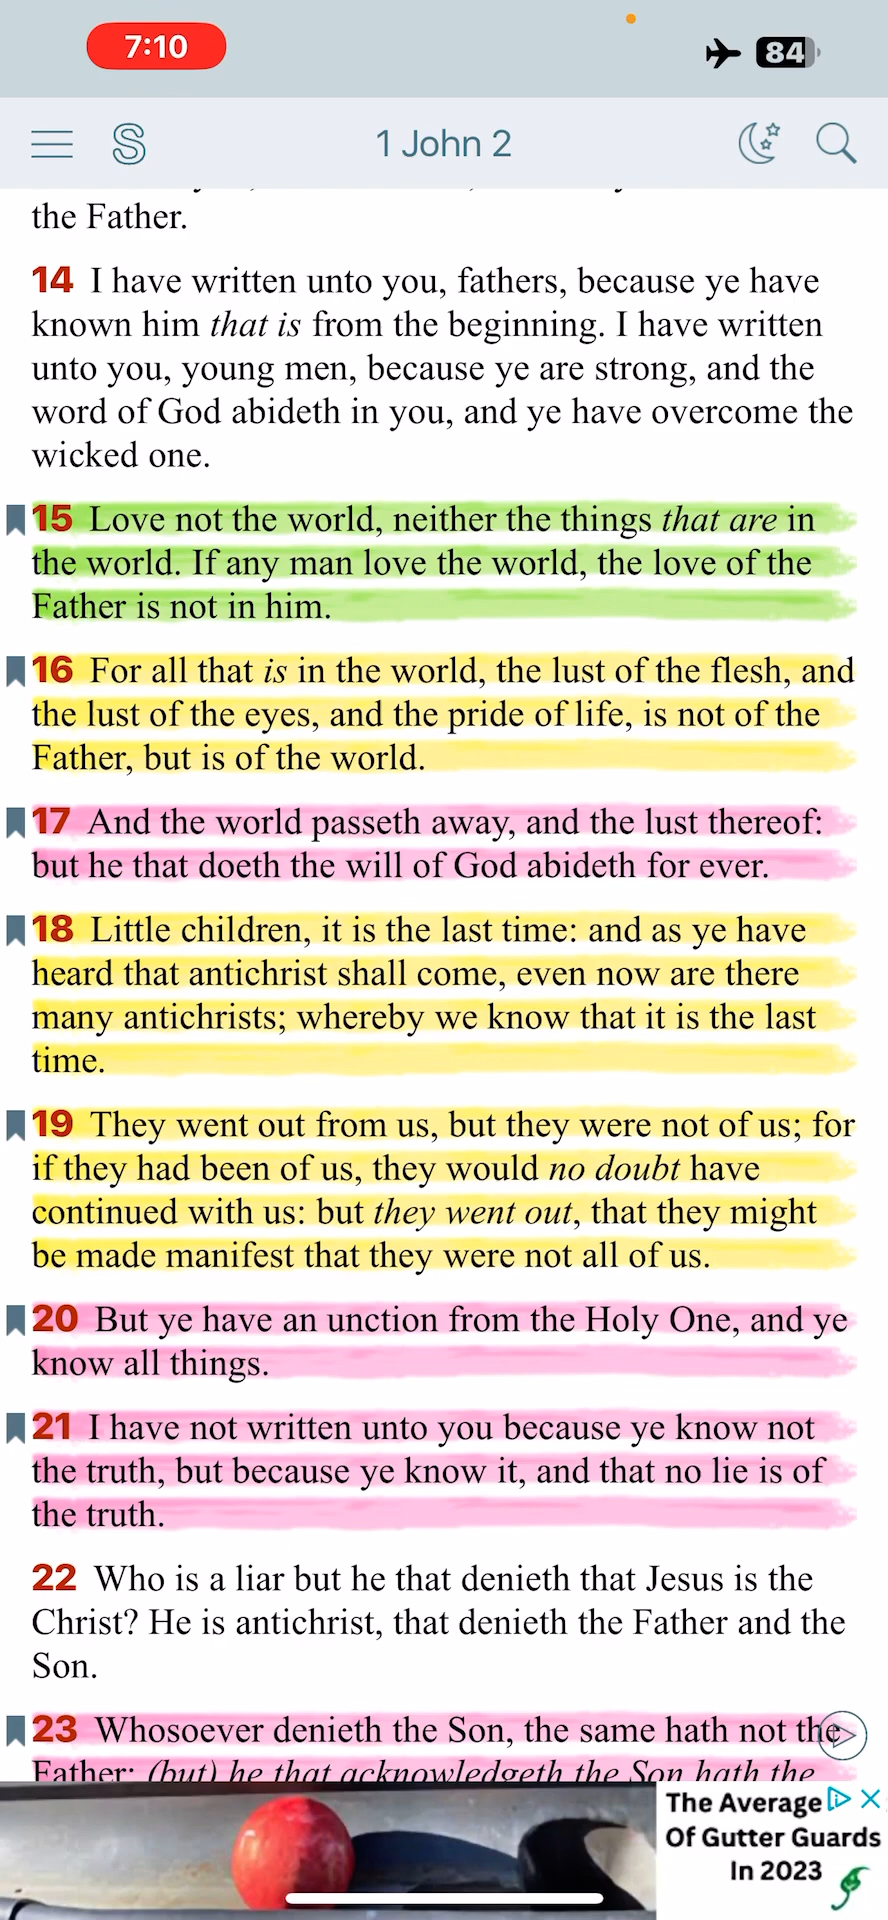 7:10
84
S
1 John 2
the Father.
14 I have written unto you, fathers, because ye have
known him that is from the beginning. I have written
unto you, young men, because ye are strong, and the
word of God abideth in you, and ye have overcome the
wicked one.
15 Love not the world, neither the things that are in
the world. If any man love the world, the love of the
Father is not in him.
16 For all that is in the world, the lust of the flesh, and
the lust of the eyes, and the pride of life, is not of the
Father, but is of the world.
17 And the world passeth away, and the lust thereof:
but he that doeth the will of God abideth for ever.
18 Little children, it is the last time: and as ye have
heard that antichrist shall come, even now are there
many antichrists; whereby we know that it is the last
time.
19 They went out from us, but they were not of us; for
if they had been of us, they would no doubt have
continued with us: but they went out, that they might
be made manifest that they were not all of us.
20 But ye have an unction from the Holy One, and ye
know all things.
21 I have not written unto you because ye know not
the truth, but because ye know it, and that no lie is of
the truth.
22 Who is a liar but he that denieth that Jesus is the
Christ? He is antichrist, that denieth the Father and the
Son.
23 Whosoever denieth the Son, the same hath not the
Father: (but) he that acknowledgeth the Son hath the
The Average
Of Gutter Guards
In 2023